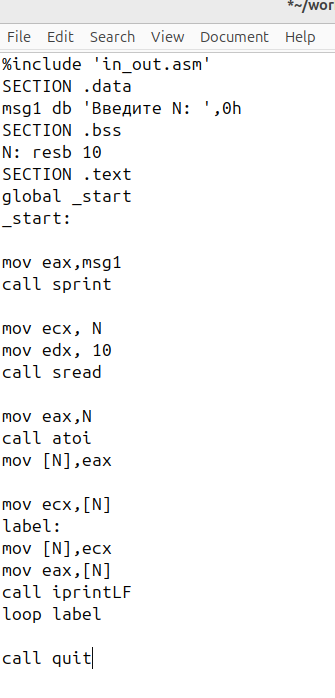 *~/wor
File Edit Search View Document Help
%include 'in_out.asm'
SECTION .data
msg1 db 'Введите N: ',0h
SECTION .bss
N: resb 10
SECTION .text
global _start
_start:
mov eax,msg1
call sprint
mov ecx, N
mov edx, 10
call sread
mov eax,N
call atoi
mov [N],eax
mov ecx,[N]
label:
mov [N],ecx
mov eax,[N]
call iprintLF
loop label
call quit